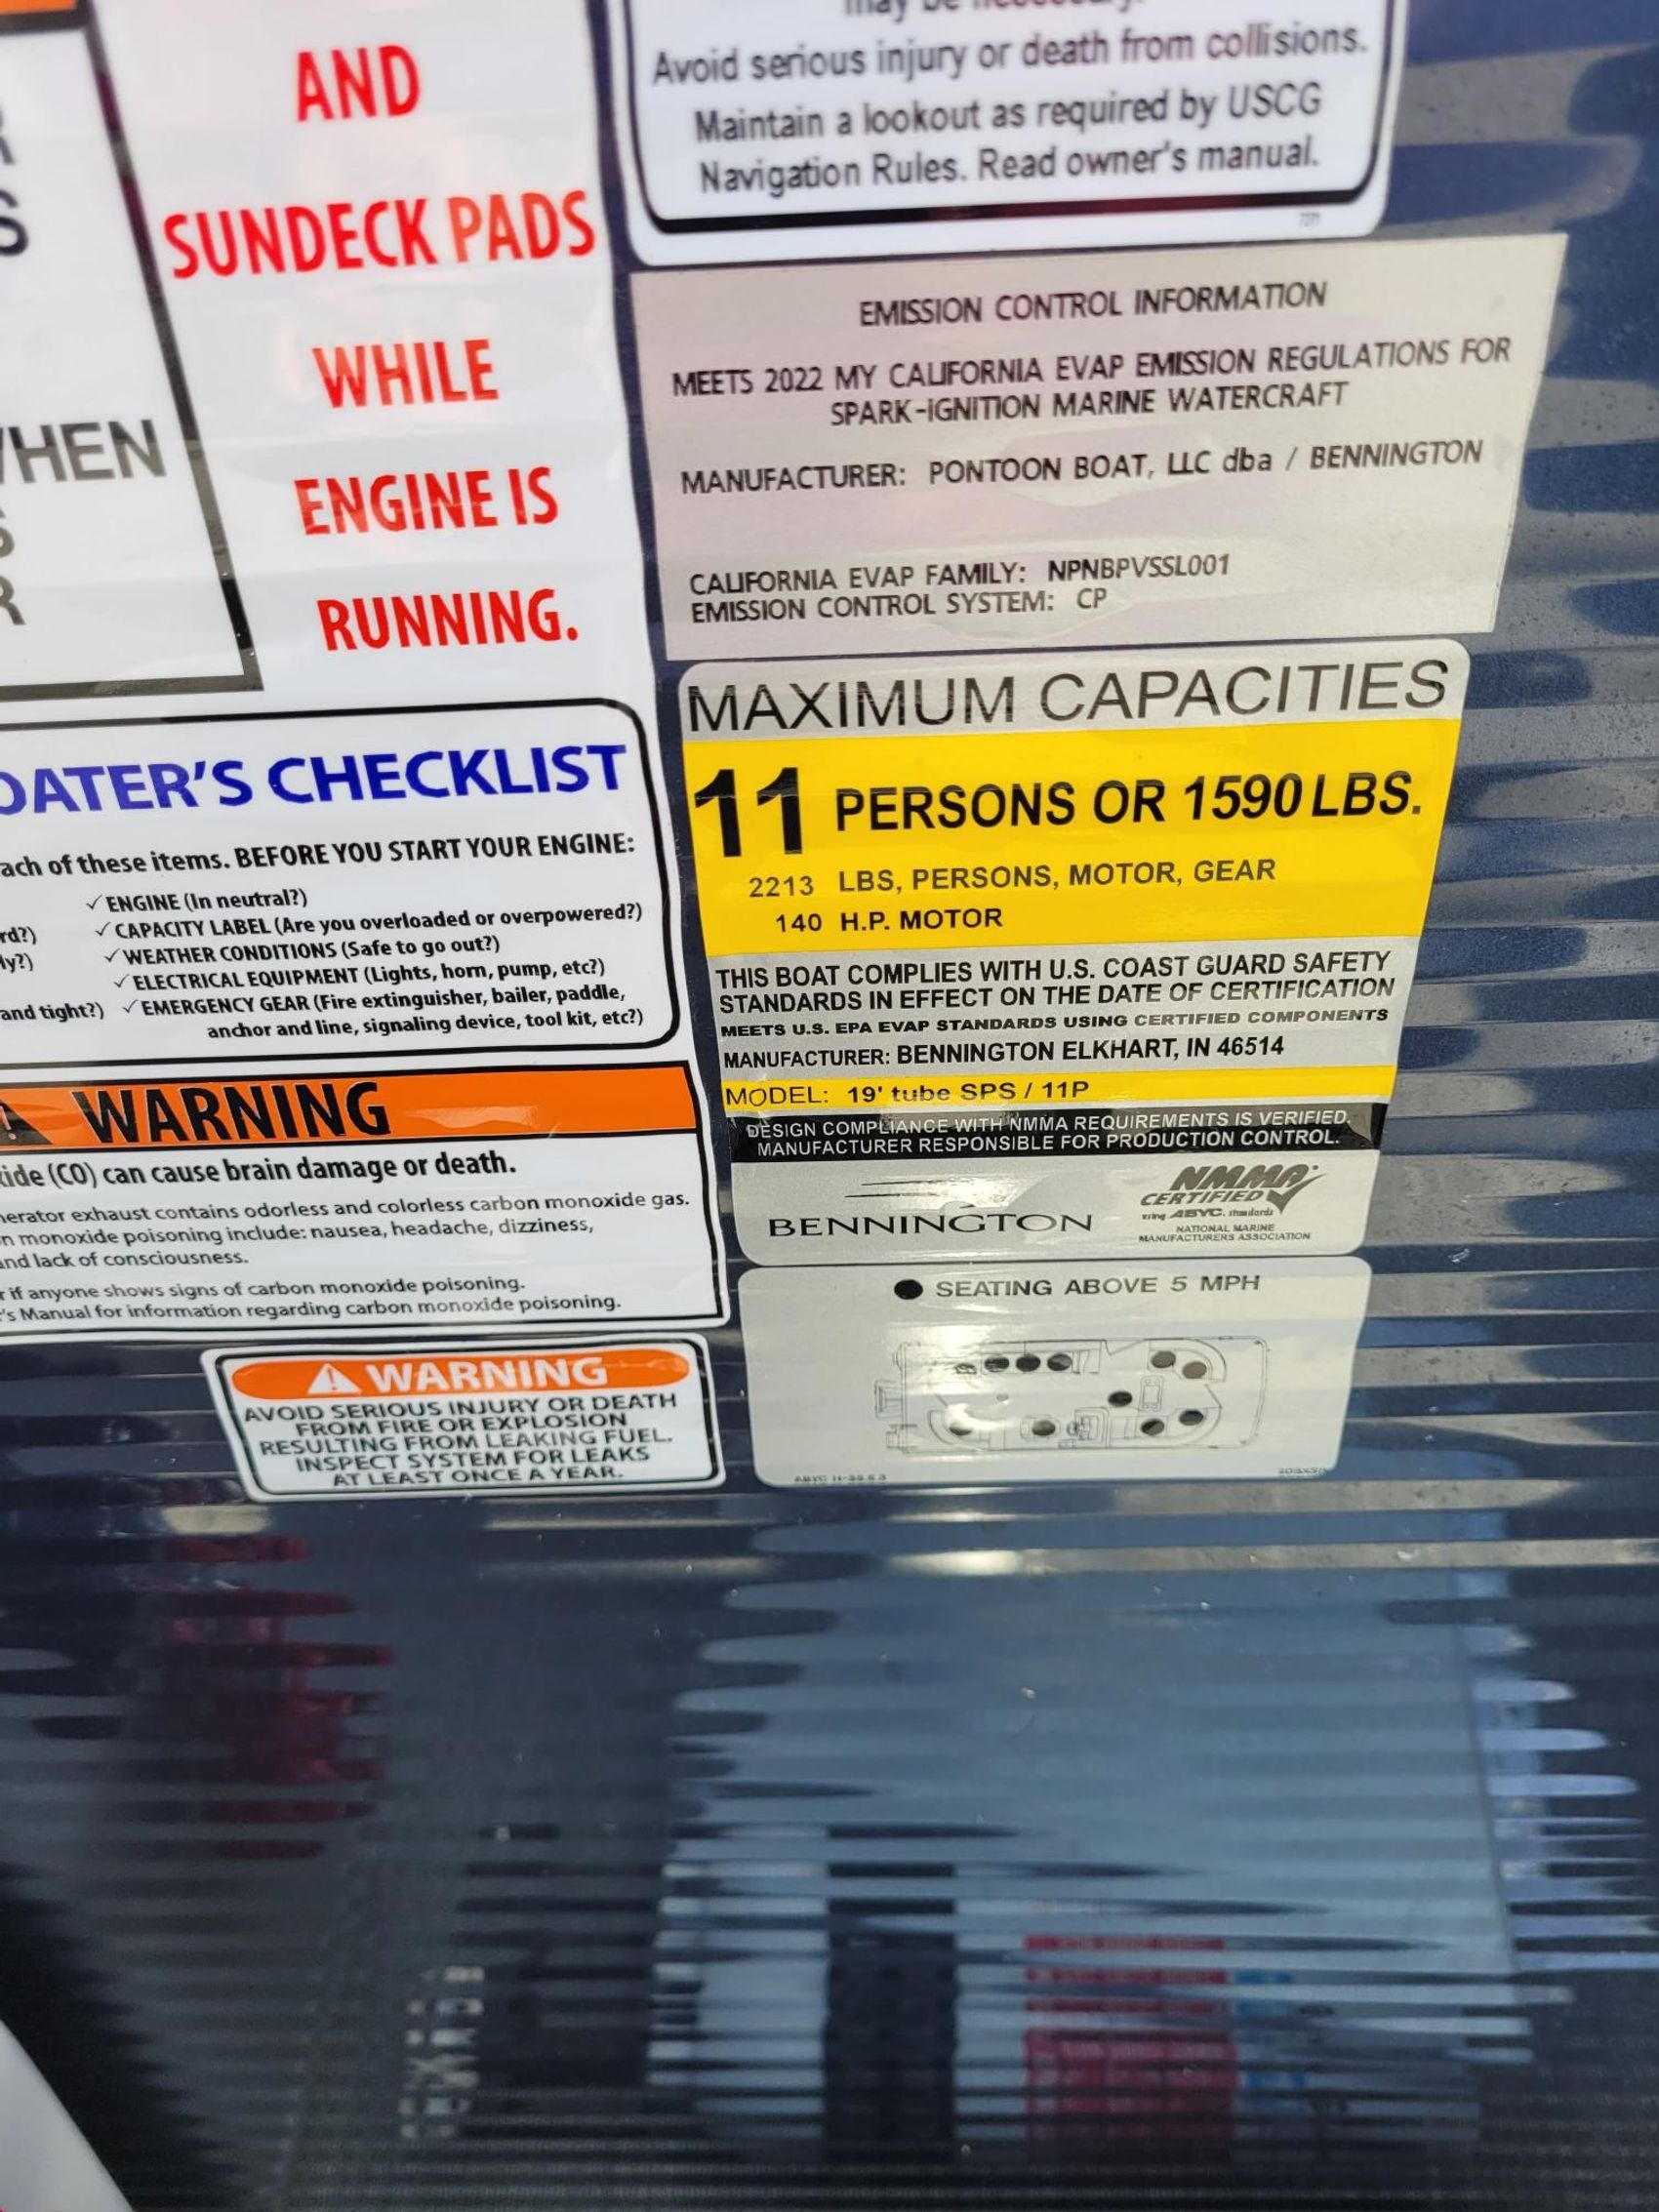 AND
SUNDECK PADS
WHILE
ENGINE IS
RUNNING.
WHEN
may be necessary.
Avoid serious injury or death from collisions.
Maintain a lookout as required by USCG
Navigation Rules. Read owner's manual.
EMISSION CONTROL INFORMATION
MEETS 2022 MY CALIFORNIA EVAP EMISSION REGULATIONS FOR
SPARK-IGNITION MARINE WATERCRAFT
MANUFACTURER: PONTOON BOAT, LLC dba / BENNINGTON
CALIFORNIA EVAP FAMILY: NPNBPVSSL001
EMISSION CONTROL SYSTEM: CP
OATER'S CHECKLIST
ach of these items. BEFORE YOU START YOUR ENGINE:
✓ ENGINE (In neutral?)
rd?) ✓ CAPACITY LABEL (Are you overloaded or overpowered?)
ly?) ✓ WEATHER CONDITIONS (Safe to go out?)
✓ ELECTRICAL EQUIPMENT (Lights, horn, pump, etc?)
and tight?) ✓ EMERGENCY GEAR (Fire extinguisher, bailer, paddle,
anchor and line, signaling device, tool kit, etc?)
MAXIMUM CAPACITIES
11 PERSONS OR 1590 LBS.
2213 LBS, PERSONS, MOTOR, GEAR
140 H.P. MOTOR
THIS BOAT COMPLIES WITH U.S. COAST GUARD SAFETY
STANDARDS IN EFFECT ON THE DATE OF CERTIFICATION
MEETS U.S. EPA EVAP STANDARDS USING CERTIFIED COMPONENTS
MANUFACTURER: BENNINGTON ELKHART, IN 46514
MODEL: 19' tube SPS / 11P
DESIGN COMPLIANCE WITH NMMA REQUIREMENTS IS VERIFIED.
MANUFACTURER RESPONSIBLE FOR PRODUCTION CONTROL.
BENNINGTON
NMMA
CERTIFIED
using ABYC. standards
NATIONAL MARINE
MANUFACTURERS ASSOCIATION
WARNING
ide (CO) can cause brain damage or death.
nerator exhaust contains odorless and colorless carbon monoxide gas.
n monoxide poisoning include: nausea, headache, dizziness,
and lack of consciousness.
r if anyone shows signs of carbon monoxide poisoning.
's Manual for information regarding carbon monoxide poisoning.
WARNING
AVOID SERIOUS INJURY OR DEATH
FROM FIRE OR EXPLOSION
RESULTING FROM LEAKING FUEL.
INSPECT SYSTEM FOR LEAKS
AT LEAST ONCE A YEAR.
SEATING ABOVE 5 MPH